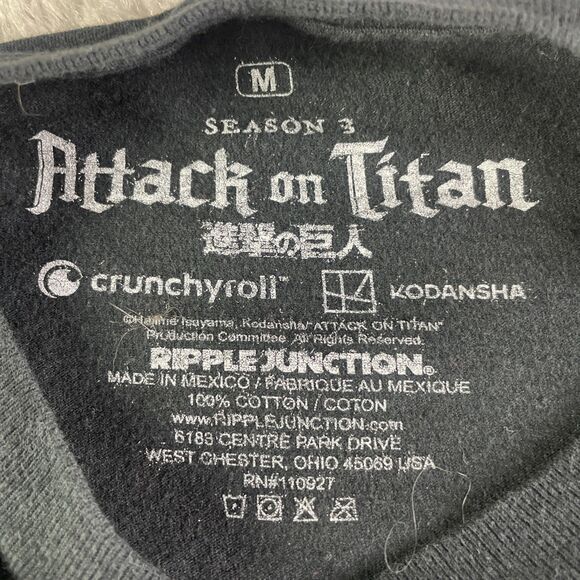 M
SEASON 3
Attack on Titan
進撃の巨人
crunchyroll™ KODANSHA
©Hajime Isayama, Kodansha/"ATTACK ON TITAN"
Production Committee. All Rights Reserved.
RIPPLE JUNCTION®
MADE IN MEXICO / FABRIQUE AU MEXIQUE
100% COTTON / COTON
www.RIPPLEJUNCTION.com
6183 CENTRE PARK DRIVE
WEST CHESTER, OHIO 45069 USA
RN#110927